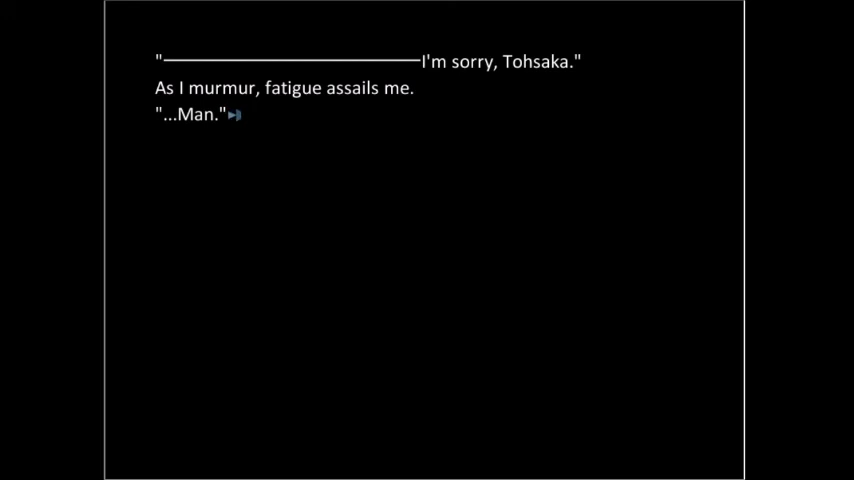 "――――――――――――――――I'm sorry, Tohsaka."
As I murmur, fatigue assails me.
"...Man."